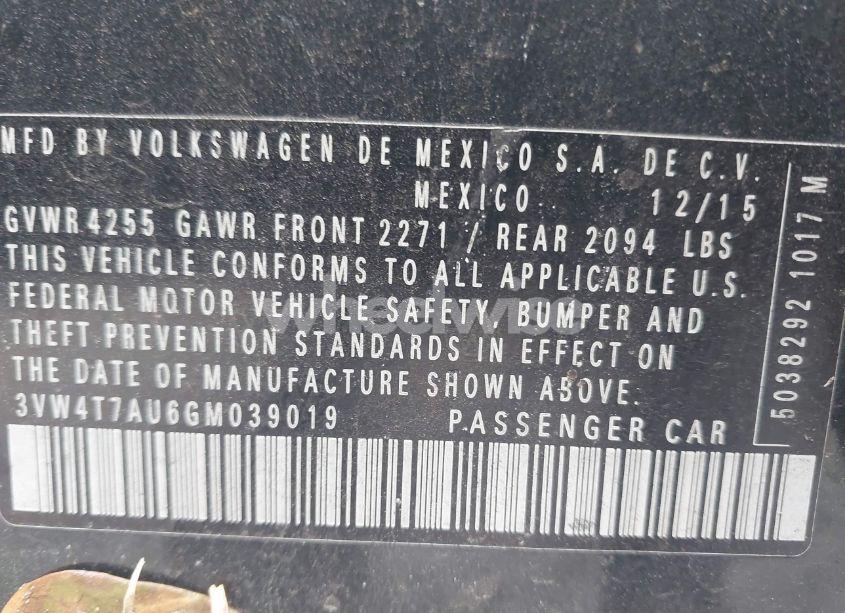 MFD BY VOLKSWAGEN DE MEXICO S.A. DE C.V.
MEXICO 12/15
GVWR 4255 GAWR FRONT 2271 / REAR 2094 LBS
THIS VEHICLE CONFORMS TO ALL APPLICABLE U.S.
FEDERAL MOTOR VEHICLE SAFETY, BUMPER AND
THEFT PREVENTION STANDARDS IN EFFECT ON
THE DATE OF MANUFACTURE SHOWN ABOVE.
3VW4T7AU6GM039019 PASSENGER CAR
5038292 1017 M